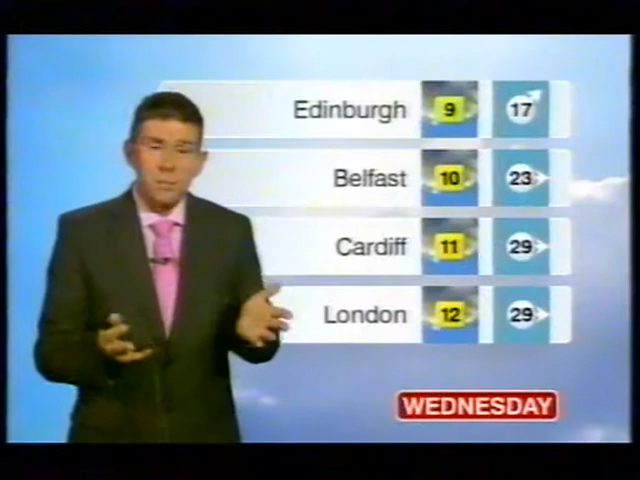 Edinburgh 9 17
Belfast 10 23
Cardiff 11 29
London 12 29
WEDNESDAY